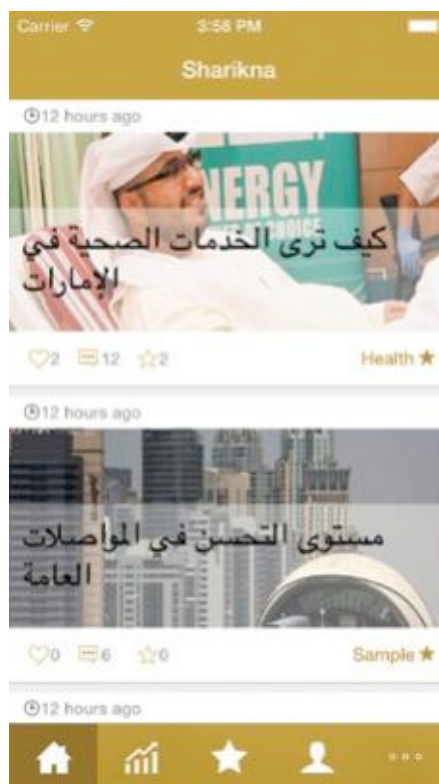 Carrier 3:58 PM
Sharikna
12 hours ago
ENERGY
CHOICE
كيف ترى الخدمات الصحية في
الإمارات
2 12 2
Health
12 hours ago
مستوى التحسن في المواصلات
العامة
0 6 0
Sample
12 hours ago